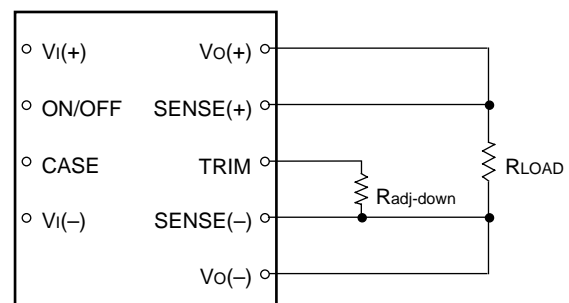 VI(+) VO(+)
ON/OFF SENSE(+)
CASE TRIM
RLOAD
Radj-down
VI(–) SENSE(–)
VO(–)